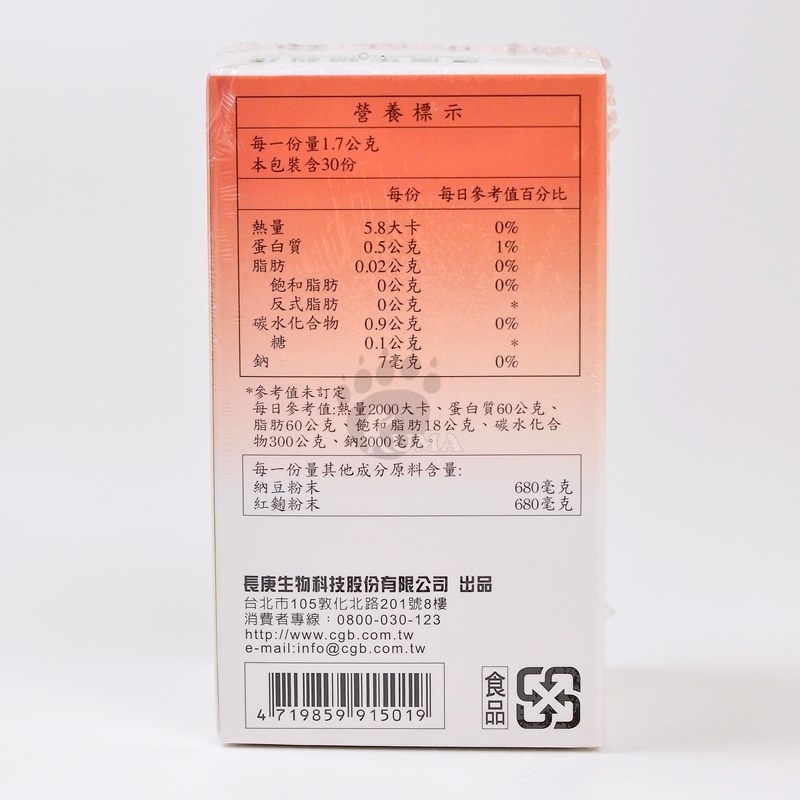 營養標示
每一份量1.7公克
本包裝含30份
每份 每日參考值百分比
熱量 5.8大卡 0%
蛋白質 0.5公克 1%
脂肪 0.02公克 0%
飽和脂肪 0公克 0%
反式脂肪 0公克 *
碳水化合物 0.9公克 0%
糖 0.1公克 *
鈉 7毫克 0%
*參考值未訂定
每日參考值:熱量2000大卡、蛋白質60公克、
脂肪60公克、飽和脂肪18公克、碳水化合
物300公克、鈉2000毫克。
每一份量其他成分原料含量:
納豆粉末 680毫克
紅麴粉末 680毫克
長庚生物科技股份有限公司 出品
台北市105敦化北路201號8樓
消費者專線：0800-030-123
http://www.cgb.com.tw
e-mail:info@cgb.com.tw
4 719859 915019
食品